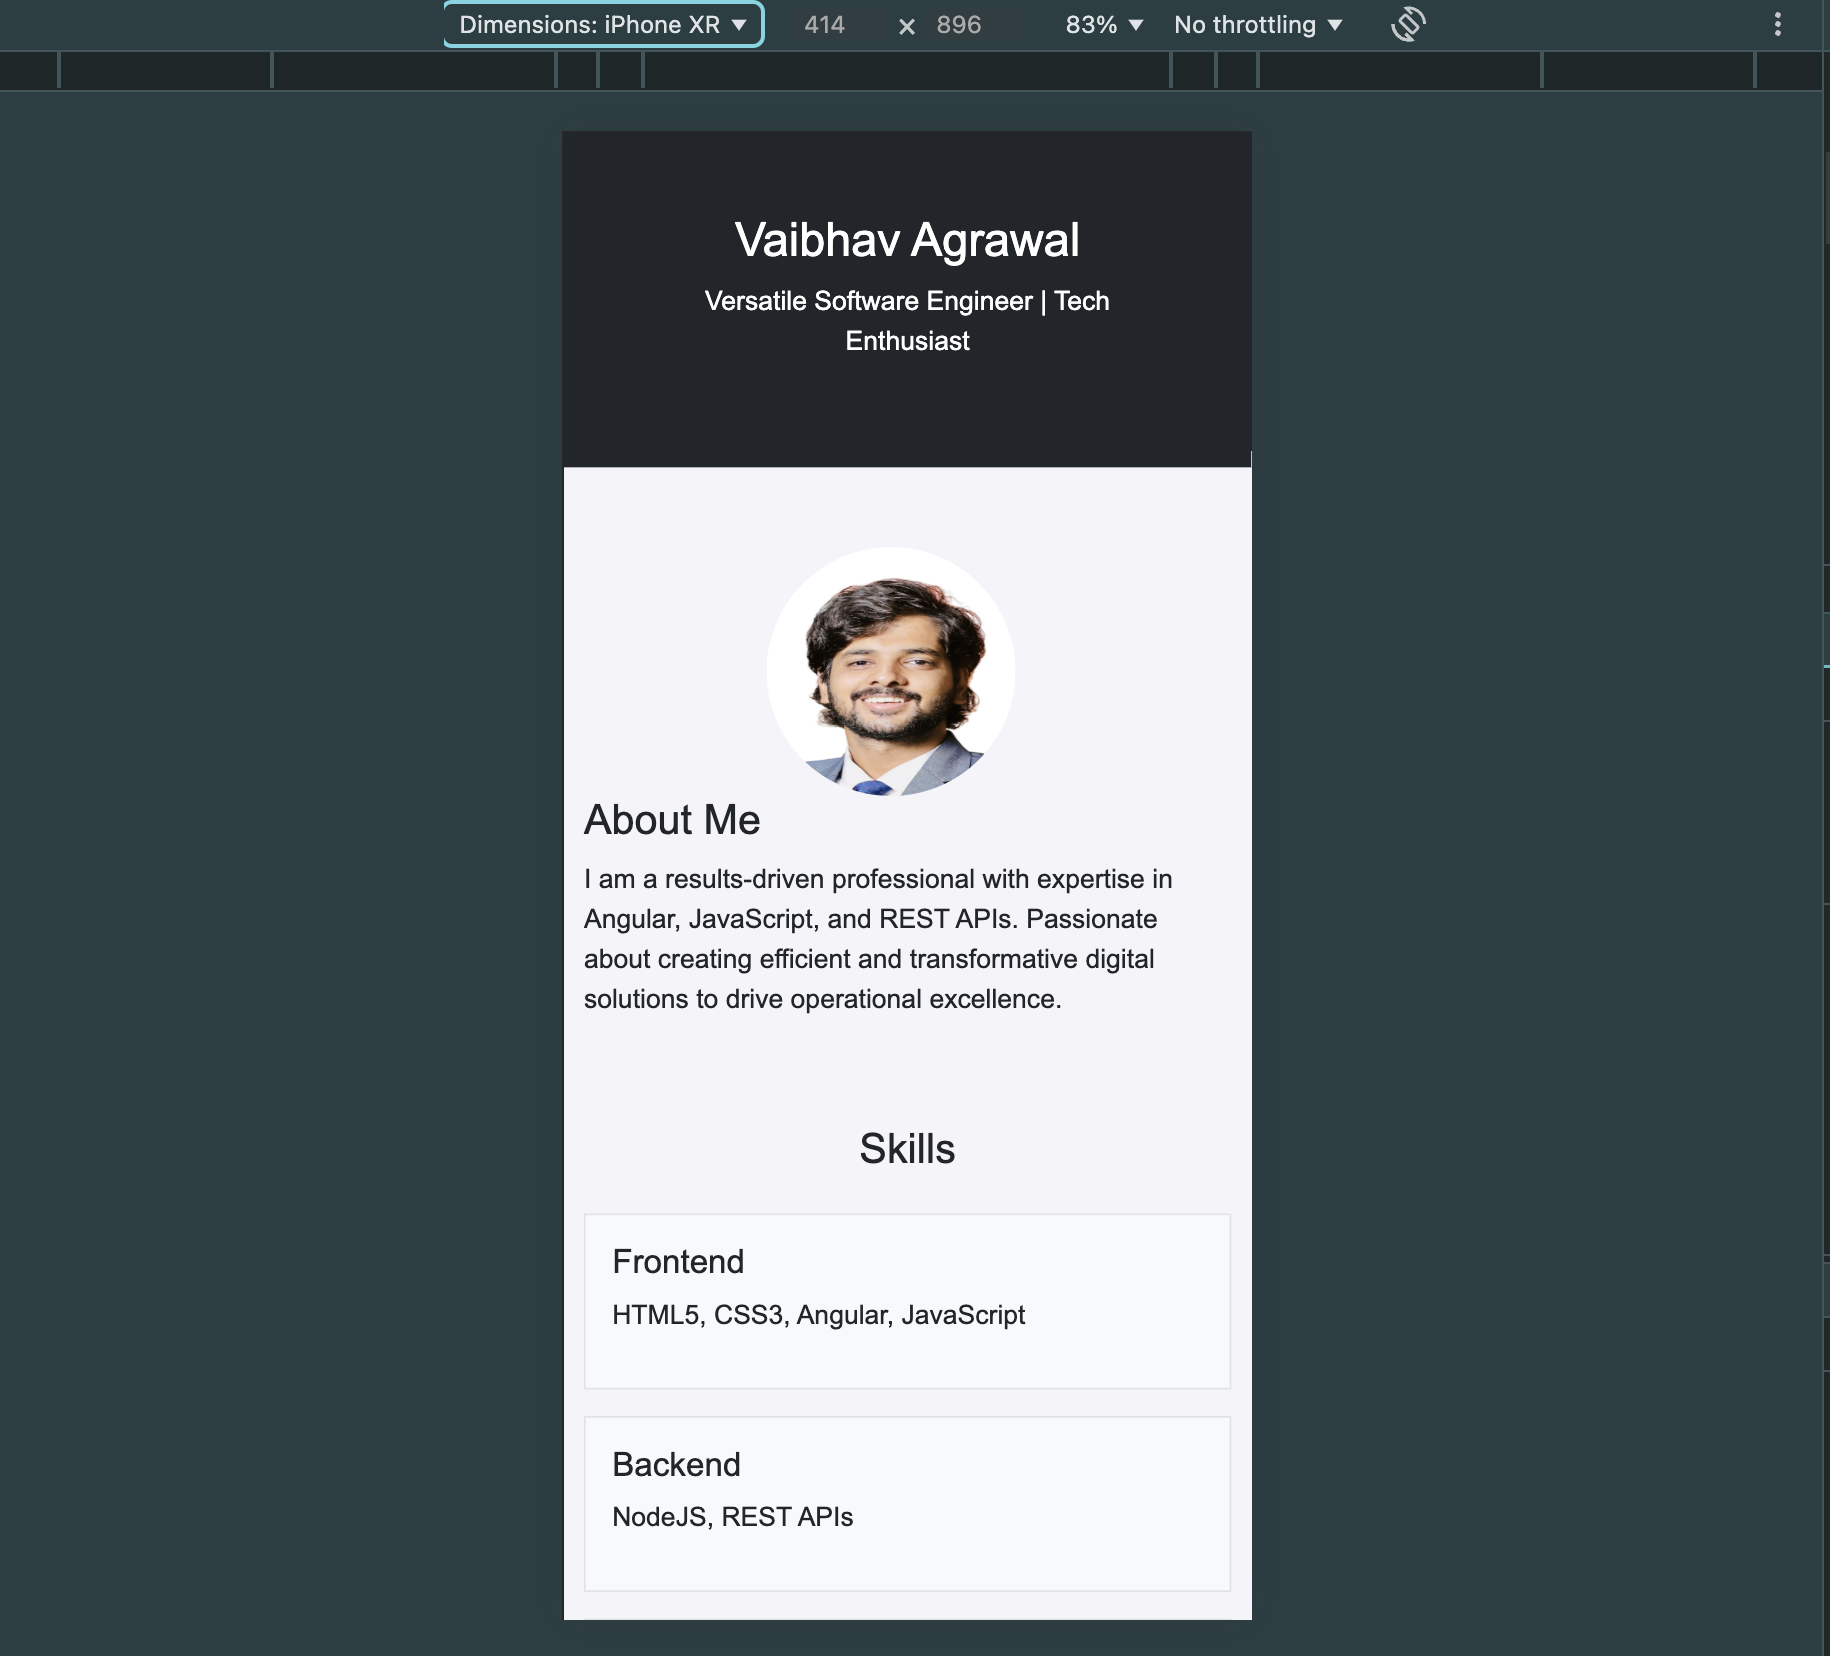 Dimensions: iPhone XR ▼ 414 × 896 83% ▼ No throttling ▼
Vaibhav Agrawal
Versatile Software Engineer | Tech
Enthusiast
About Me
I am a results-driven professional with expertise in
Angular, JavaScript, and REST APIs. Passionate
about creating efficient and transformative digital
solutions to drive operational excellence.
Skills
Frontend
HTML5, CSS3, Angular, JavaScript
Backend
NodeJS, REST APIs